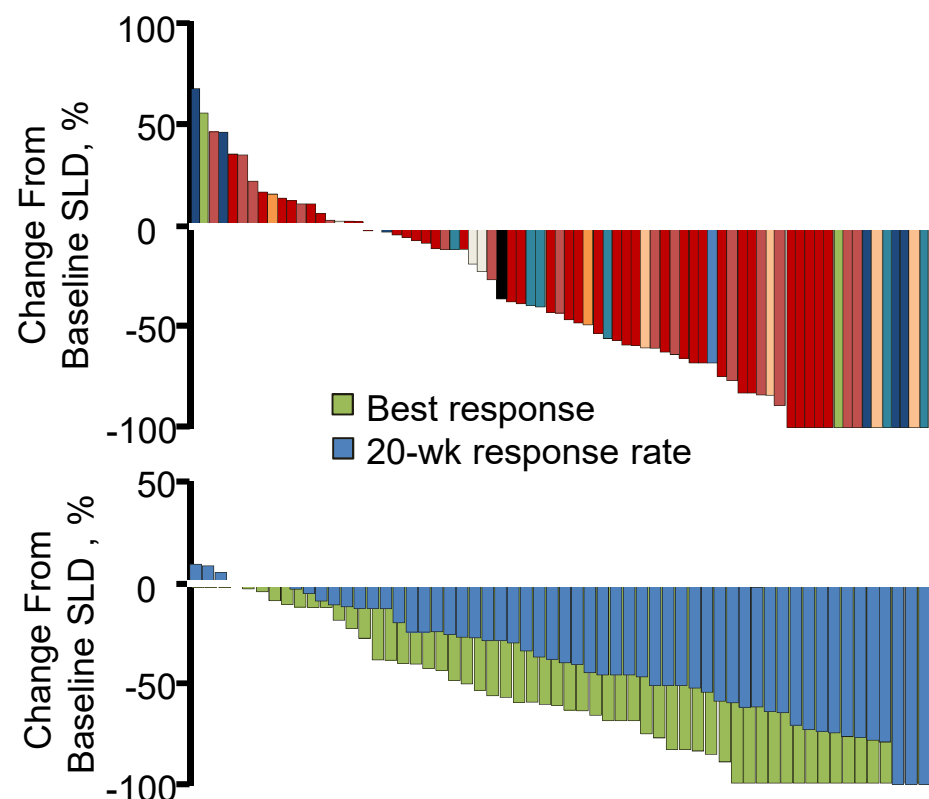 100
50
0
-50
-100
Change From
Baseline SLD, %
Best response
20-wk response rate
50
0
-50
-100
Change From
Baseline SLD , %